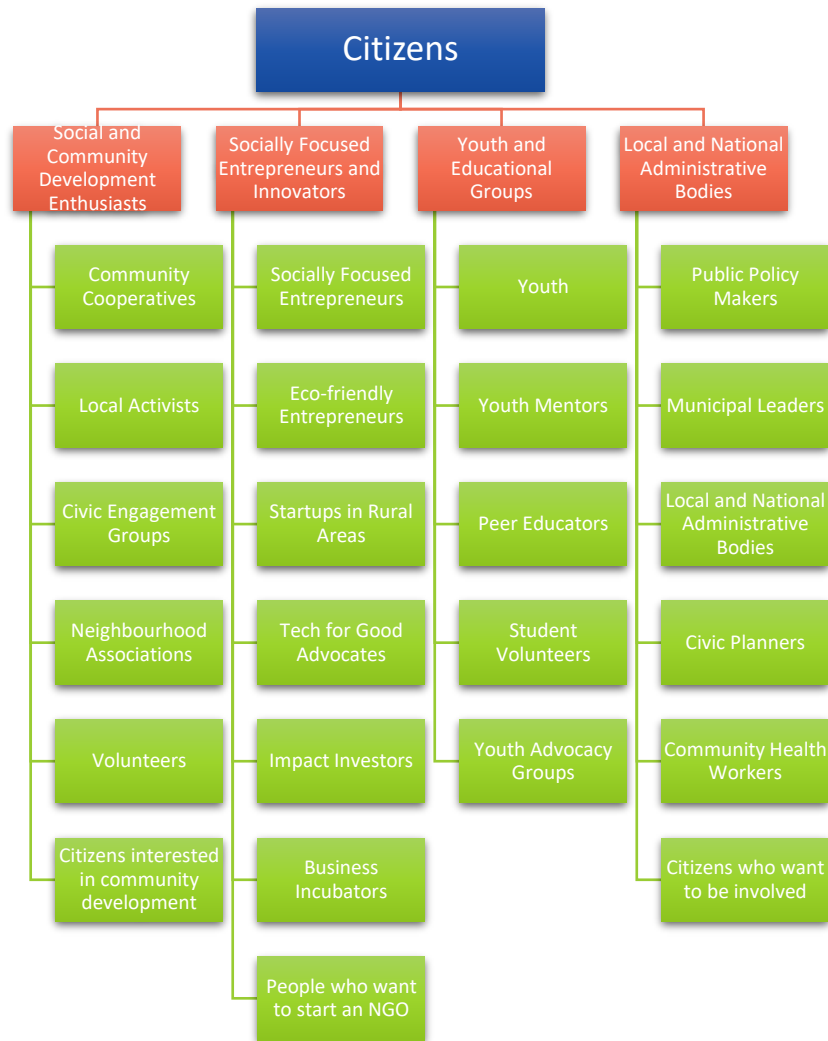 Citizens
Social and
Community
Development
Enthusiasts
Community
Cooperatives
Local Activists
Civic Engagement
Groups
Neighbourhood
Associations
Volunteers
Citizens interested
in community
development
Socially Focused
Entrepreneurs and
Innovators
Socially Focused
Entrepreneurs
Eco-friendly
Entrepreneurs
Startups in Rural
Areas
Tech for Good
Advocates
Impact Investors
Business
Incubators
People who want
to start an NGO
Youth and
Educational
Groups
Youth
Youth Mentors
Peer Educators
Student
Volunteers
Youth Advocacy
Groups
Local and National
Administrative
Bodies
Public Policy
Makers
Municipal Leaders
Local and National
Administrative
Bodies
Civic Planners
Community Health
Workers
Citizens who want
to be involved